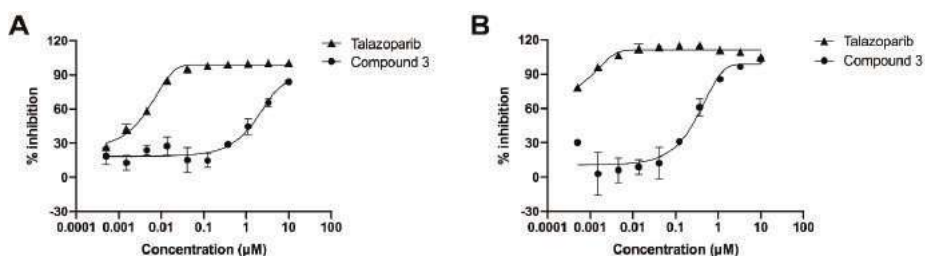 A
120
90
60
30
0
-30
% inhibition
0.0001 0.001 0.01 0.1 1 10 100
Concentration (µM)
Talazoparib
Compound 3
B
120
90
60
30
0
-30
% inhibition
0.0001 0.001 0.01 0.1 1 10 100
Concentration (µM)
Talazoparib
Compound 3